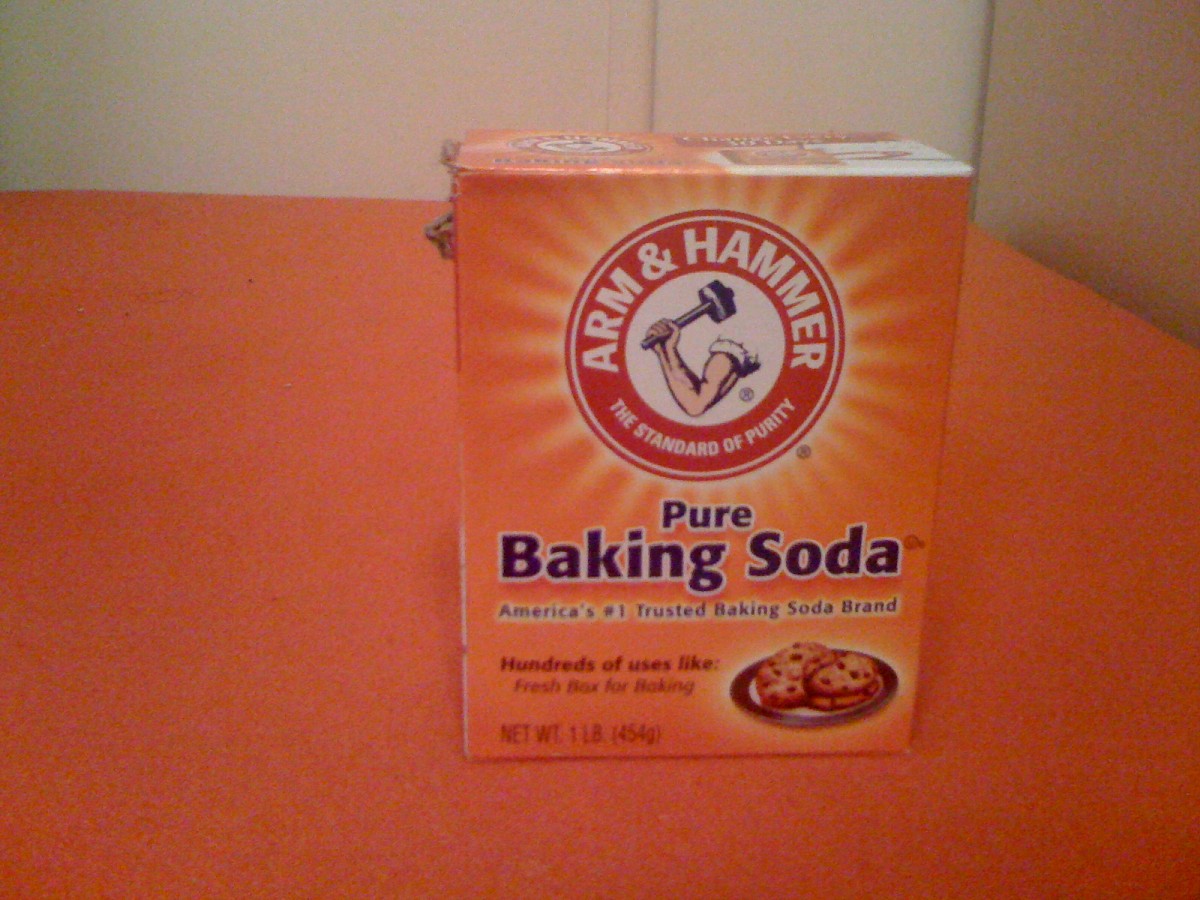 ARM & HAMMER
®
THE STANDARD OF PURITY
®
Pure
Baking Soda
America's #1 Trusted Baking Soda Brand
Hundreds of uses like:
Fresh Box for Baking
NET WT. 1 LB. (454g)